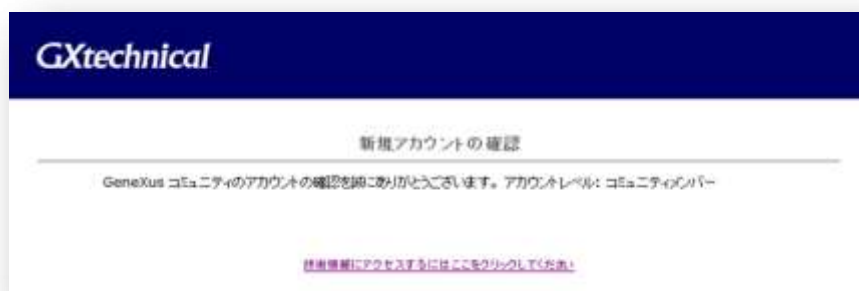 GXtechnical
新規アカウントの確認
GeneXus コミュニティのアカウントの確認を誠にありがとうございます。アカウントレベル: コミュニティメンバー
技術情報にアクセスするにはここをクリックしてください